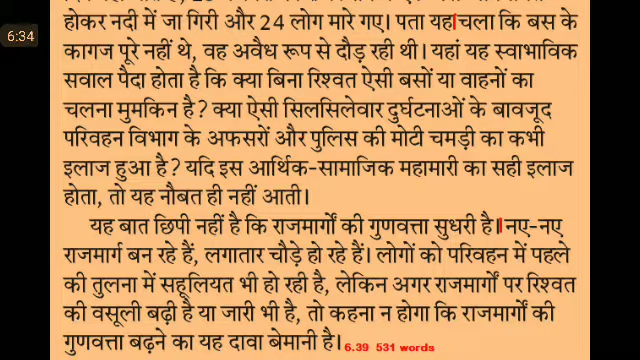 होकर नदी में जा गिरी और 24 लोग मारे गए। पता यह चला कि बस के
6:34
कागज पूरे नहीं थे, वह अवैध रूप से दौड़ रही थी। यहां यह स्वाभाविक
सवाल पैदा होता है कि क्या बिना रिश्वत ऐसी बसों या वाहनों का
चलना मुमकिन है? क्या ऐसी सिलसिलेवार दुर्घटनाओं के बावजूद
परिवहन विभाग के अफसरों और पुलिस की मोटी चमड़ी का कभी
इलाज हुआ है? यदि इस आर्थिक-सामाजिक महामारी का सही इलाज
होता, तो यह नौबत ही नहीं आती।
यह बात छिपी नहीं है कि राजमार्गों की गुणवत्ता सुधरी है। नए-नए
राजमार्ग बन रहे हैं, लगातार चौड़े हो रहे हैं। लोगों को परिवहन में पहले
की तुलना में सहूलियत भी हो रही है, लेकिन अगर राजमार्गों पर रिश्वत
की वसूली बढ़ी है या जारी भी है, तो कहना न होगा कि राजमार्गों की
गुणवत्ता बढ़ने का यह दावा बेमानी है। 6.39 531 words